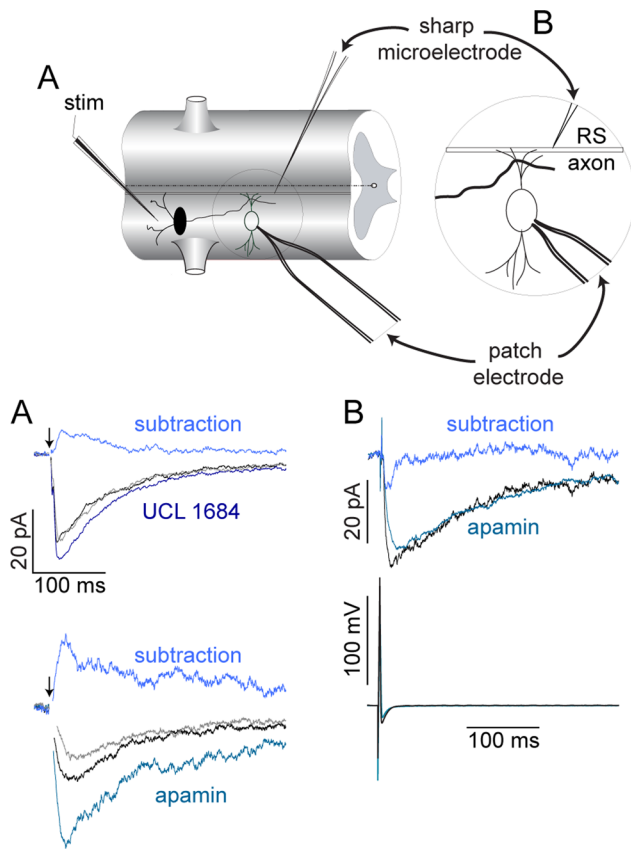 sharp
microelectrode
B
A
stim
RS
axon
patch
electrode
A
subtraction
UCL 1684
20 pA
100 ms
subtraction
apamin
B
subtraction
20 pA
apamin
100 mV
100 ms